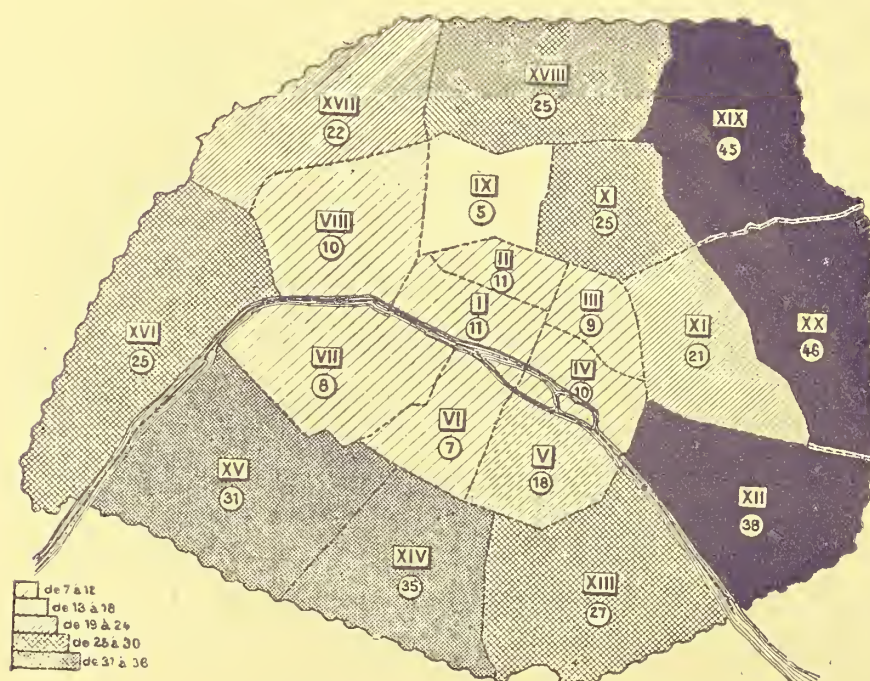 XVIII
25
XVII
22
XIX
45
IX
5
X
25
VIII
10
II
11
I
11
III
9
XVI
25
XI
21
XX
46
VII
8
IV
10
VI
7
V
18
XV
31
XII
38
XIV
35
XIII
27
de 7 à 12
de 13 à 18
de 19 à 24
de 25 à 30
de 31 à 36